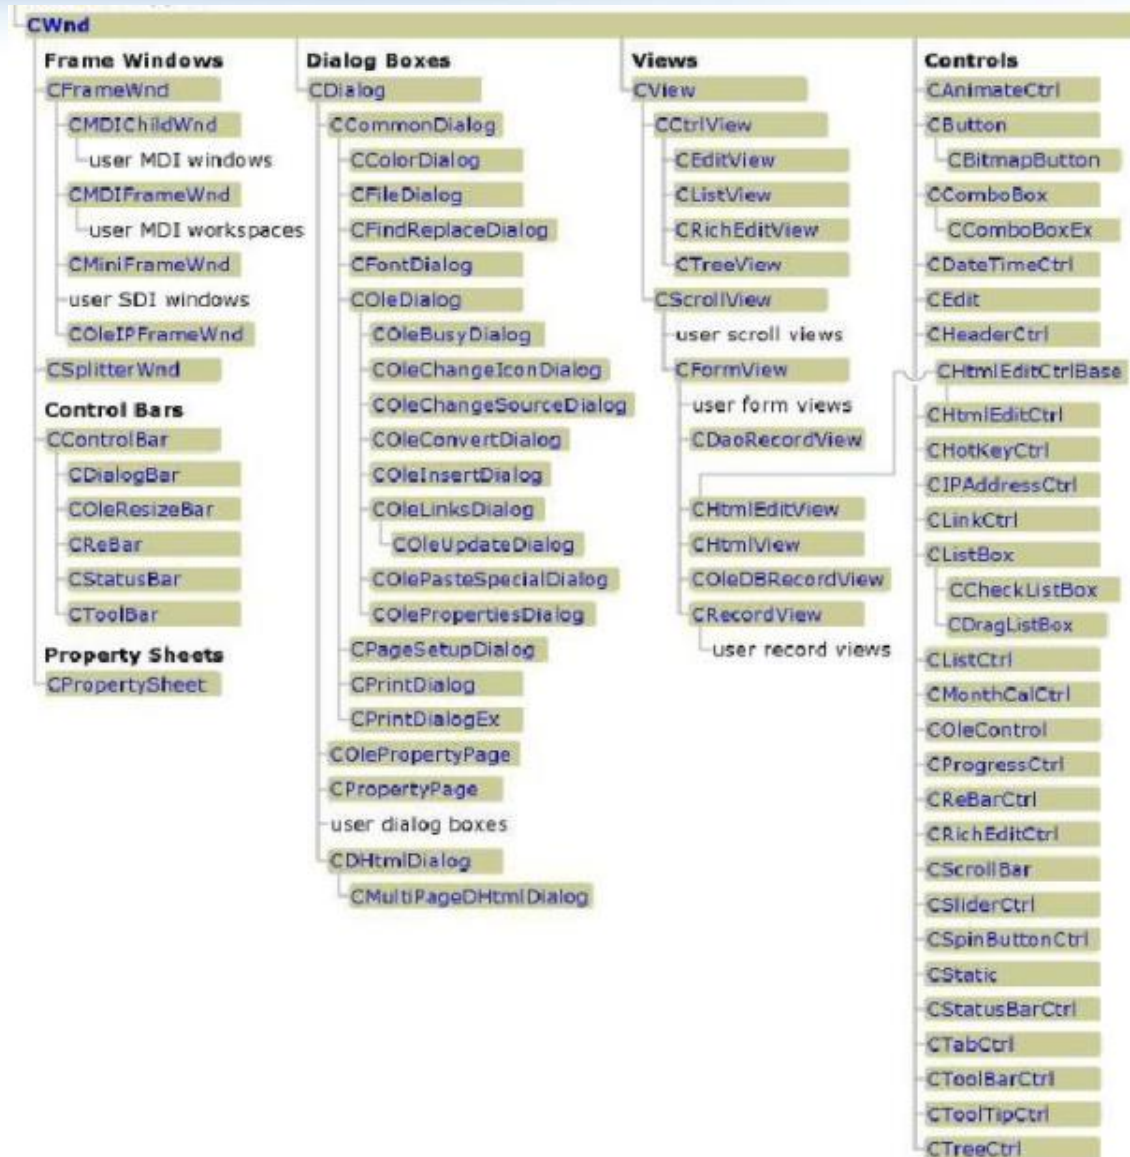 CWnd
Frame Windows
CFrameWnd
CMDIChildWnd
user MDI windows
CMDIFrameWnd
user MDI workspaces
CMiniFrameWnd
user SDI windows
COleIPFrameWnd
CSplitterWnd
Control Bars
CControlBar
CDialogBar
COleResizeBar
CReBar
CStatusBar
CToolBar
Property Sheets
CPropertySheet
Dialog Boxes
CDialog
CCommonDialog
CColorDialog
CFileDialog
CFindReplaceDialog
CFontDialog
COleDialog
COleBusyDialog
COleChangeIconDialog
COleChangeSourceDialog
COleConvertDialog
COleInsertDialog
COleLinksDialog
COleUpdateDialog
COlePasteSpecialDialog
COlePropertiesDialog
CPageSetupDialog
CPrintDialog
CPrintDialogEx
COlePropertyPage
CPropertyPage
user dialog boxes
CDHtmlDialog
CMultiPageDHtmlDialog
Views
CView
CCtrlView
CEditView
CListView
CRichEditView
CTreeView
CScrollView
user scroll views
CFormView
user form views
CDaoRecordView
CHtmlEditView
CHtmlView
COleDBRecordView
CRecordView
user record views
Controls
CAnimateCtrl
CButton
CBitmapButton
CComboBox
CComboBoxEx
CDateTimeCtrl
CEdit
CHeaderCtrl
CHtmlEditCtrlBase
CHtmlEditCtrl
CHotKeyCtrl
CIPAddressCtrl
CLinkCtrl
CListBox
CCheckListBox
CDragListBox
CListCtrl
CMonthCalCtrl
COleControl
CProgressCtrl
CReBarCtrl
CRichEditCtrl
CScrollBar
CSliderCtrl
CSpinButtonCtrl
CStatic
CStatusBarCtrl
CTabCtrl
CToolBarCtrl
CToolTipCtrl
CTreeCtrl